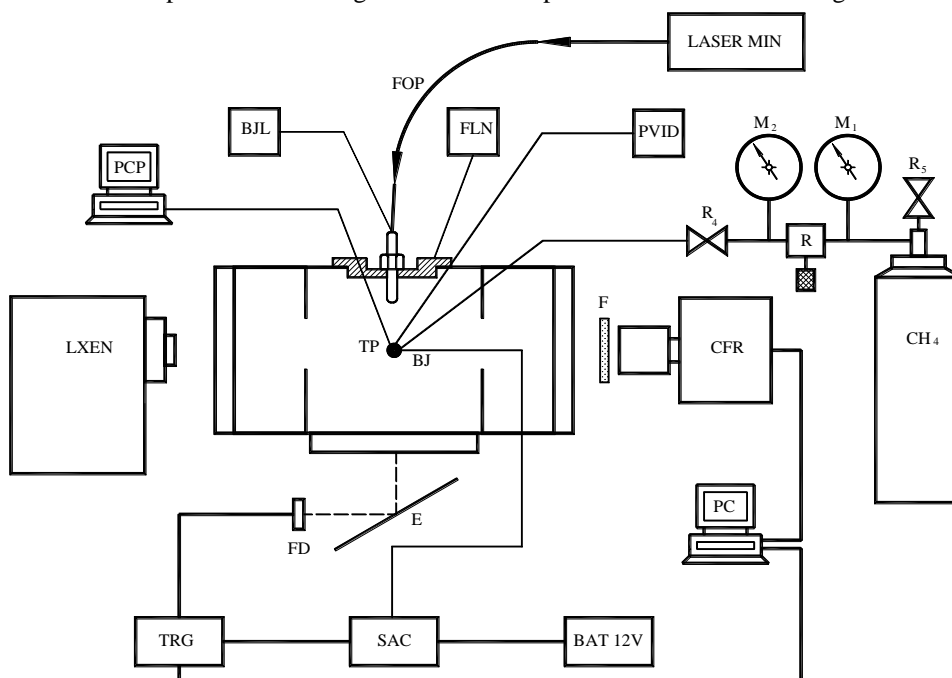 LASER MIN
FOP
BJL
FLN
PVID
M₂
M₁
PCP
R₅
R₄
R
LXEN
F
TP
BJ
CFR
CH₄
PC
E
FD
TRG
SAC
BAT 12V